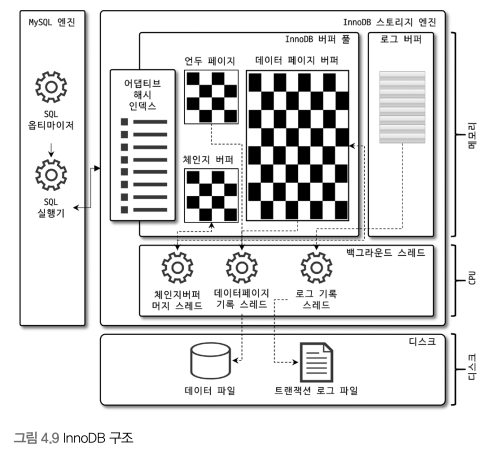 MySQL 엔진
SQL
옵티마이저
SQL
실행기
InnoDB 스토리지 엔진
InnoDB 버퍼 풀
로그 버퍼
언두 페이지
데이터 페이지 버퍼
어댑티브
해시
인덱스
체인지 버퍼
메모리
백그라운드 스레드
체인지버퍼
머지 스레드
데이터페이지
기록 스레드
로그 기록
스레드
CPU
디스크
데이터 파일
트랜잭션 로그 파일
디스크
그림 4.9 InnoDB 구조